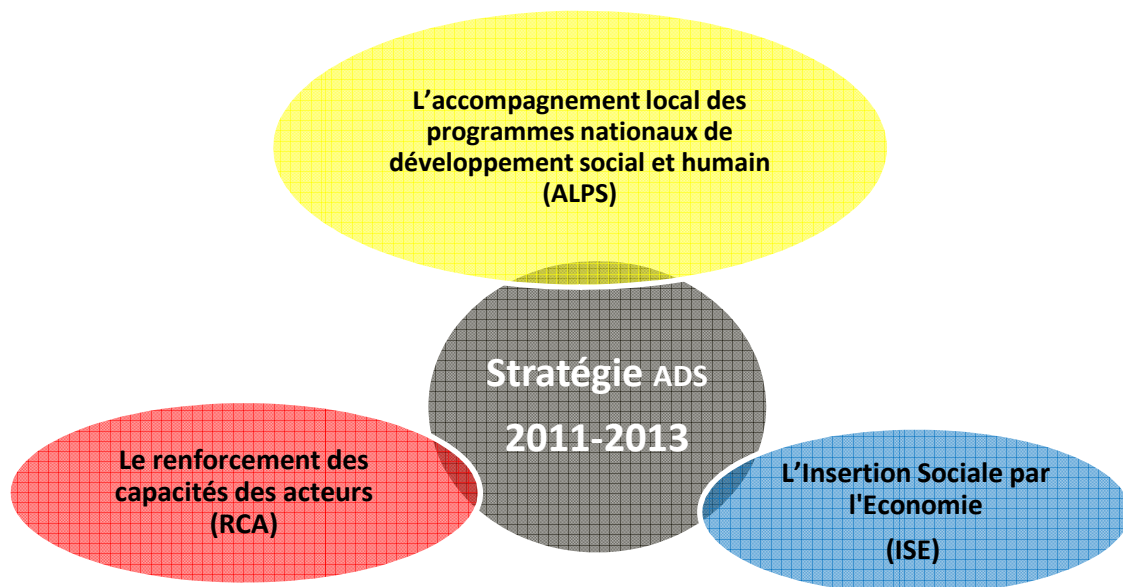 L’accompagnement local des
programmes nationaux de
développement social et humain
(ALPS)
Stratégie ADS
2011-2013
Le renforcement des
capacités des acteurs
(RCA)
L’Insertion Sociale par
l'Economie
(ISE)